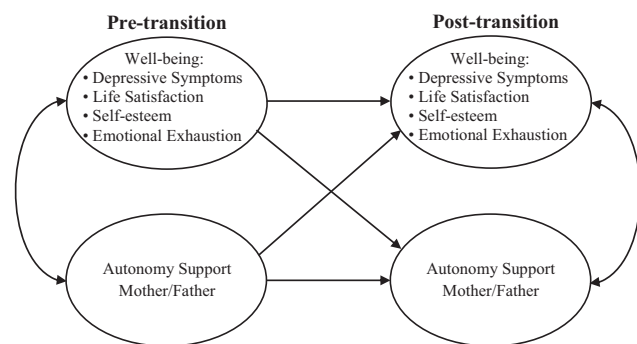 Pre-transition
Post-transition
Well-being:
• Depressive Symptoms
• Life Satisfaction
• Self-esteem
• Emotional Exhaustion
Well-being:
• Depressive Symptoms
• Life Satisfaction
• Self-esteem
• Emotional Exhaustion
Autonomy Support
Mother/Father
Autonomy Support
Mother/Father